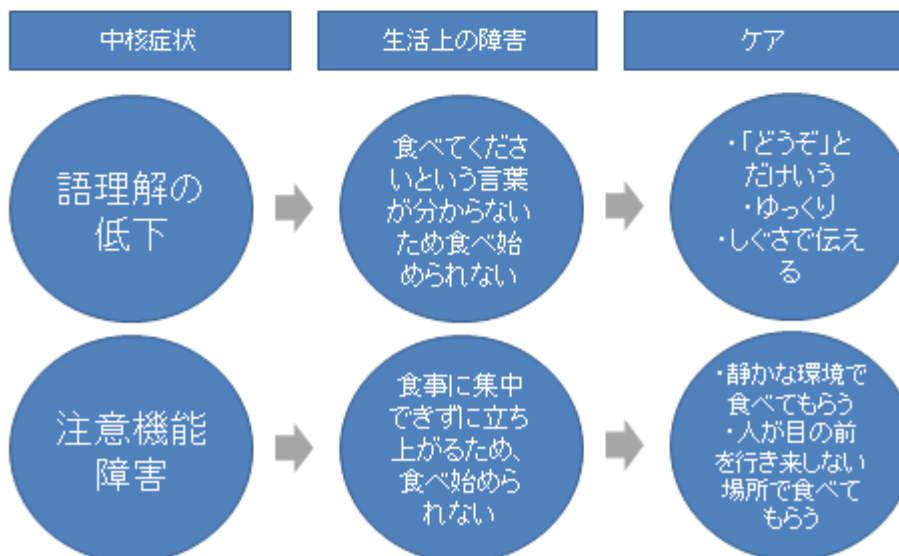 中核症状
生活上の障害
ケア
語理解の
低下
食べてくださ
いという言葉
が分からない
ため食べ始
められない
・「どうぞ」と
だけいう
・ゆっくり
・しぐさで伝え
る
注意機能
障害
食事に集中
できずに立ち
上がるため、
食べ始めら
れない
・静かな環境で
食べてもらう
・人が目の前
を行き来しない
場所で食べて
もらう